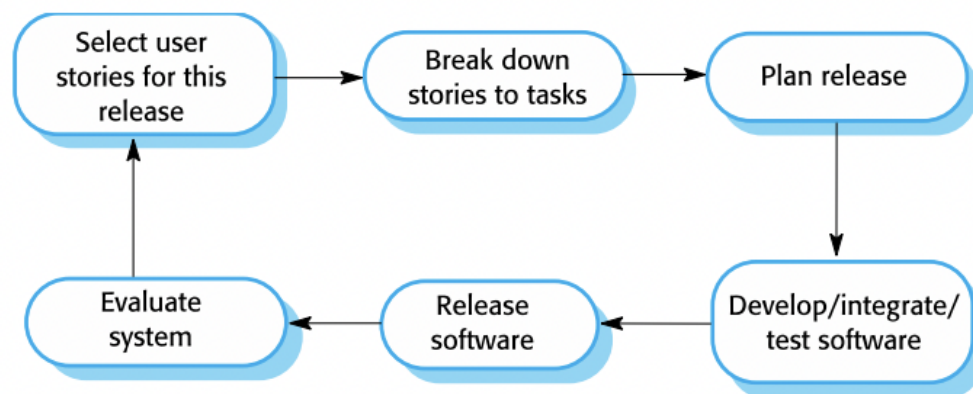 Select user
stories for this
release
Break down
stories to tasks
Plan release
Evaluate
system
Release
software
Develop/integrate/
test software